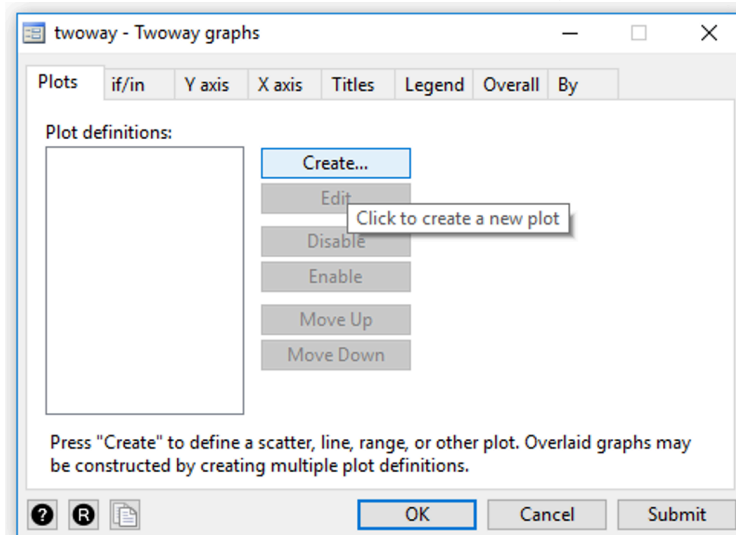 twoway - Twoway graphs
Plots if/in Y axis X axis Titles Legend Overall By
Plot definitions:
Create...
Edit
Click to create a new plot
Disable
Enable
Move Up
Move Down
Press "Create" to define a scatter, line, range, or other plot. Overlaid graphs may
be constructed by creating multiple plot definitions.
? R OK Cancel Submit